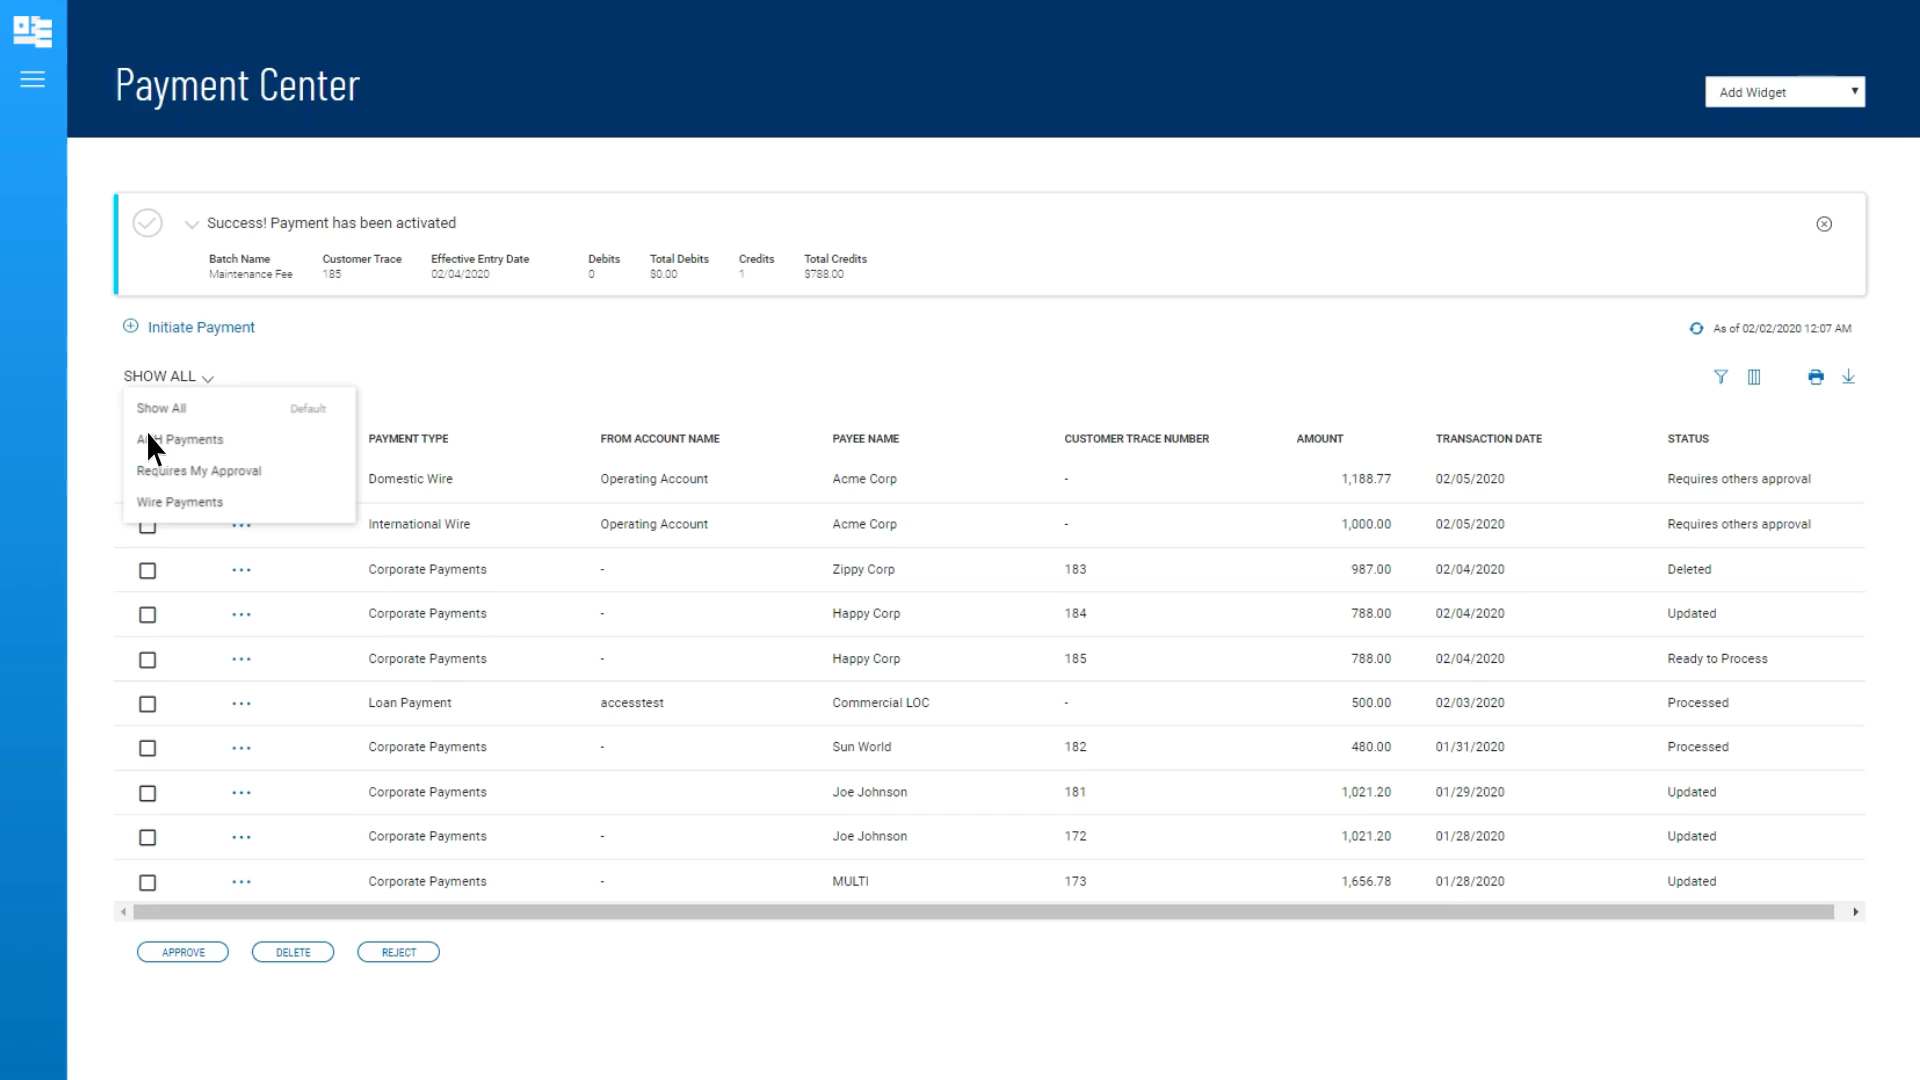 Payment Center
Add Widget
Success! Payment has been activated
Batch Name Customer Trace Effective Entry Date Debits Total Debits Credits Total Credits
Maintenance Fee 185 02/04/2020 0 $0.00 1 $788.00
Initiate Payment
As of 02/02/2020 12:07 AM
SHOW ALL
Show All Default
Payments
Requires My Approval
Wire Payments
PAYMENT TYPE FROM ACCOUNT NAME PAYEE NAME CUSTOMER TRACE NUMBER AMOUNT TRANSACTION DATE STATUS
Domestic Wire Operating Account Acme Corp - 1,188.77 02/05/2020 Requires others approval
International Wire Operating Account Acme Corp - 1,000.00 02/05/2020 Requires others approval
Corporate Payments - Zippy Corp 183 987.00 02/04/2020 Deleted
Corporate Payments - Happy Corp 184 788.00 02/04/2020 Updated
Corporate Payments - Happy Corp 185 788.00 02/04/2020 Ready to Process
Loan Payment accesstest Commercial LOC - 500.00 02/03/2020 Processed
Corporate Payments - Sun World 182 480.00 01/31/2020 Processed
Corporate Payments Joe Johnson 181 1,021.20 01/29/2020 Updated
Corporate Payments - Joe Johnson 172 1,021.20 01/28/2020 Updated
Corporate Payments - MULTI 173 1,656.78 01/28/2020 Updated
APPROVE DELETE REJECT